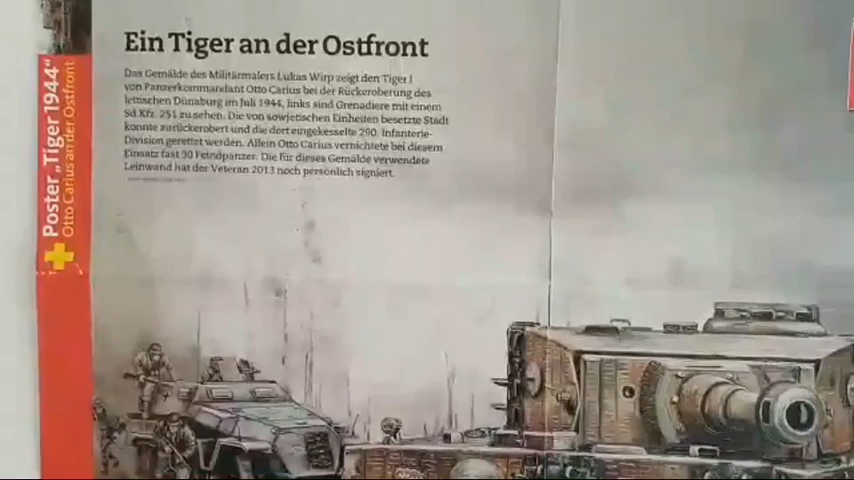 Ein Tiger an der Ostfront
Das Gemälde des Militärmalers Lukas Wirp zeigt den Tiger I
von Panzerkommandant Otto Carius bei der Rückeroberung des
lettischen Dünaburg im Juli 1944, links sind Grenadiere mit einem
Sd.Kfz. 251 zu sehen. Die von sowjetischen Einheiten besetzte Stadt
konnte zurückerobert und die dort eingekesselte 290. Infanterie-
Division gerettet werden. Allein Otto Carius vernichtete bei diesem
Einsatz fast 30 Feindpanzer. Die für dieses Gemälde verwendete
Leinwand hat der Veteran 2013 noch persönlich signiert.
Poster „Tiger 1944“
Otto Carius an der Ostfront